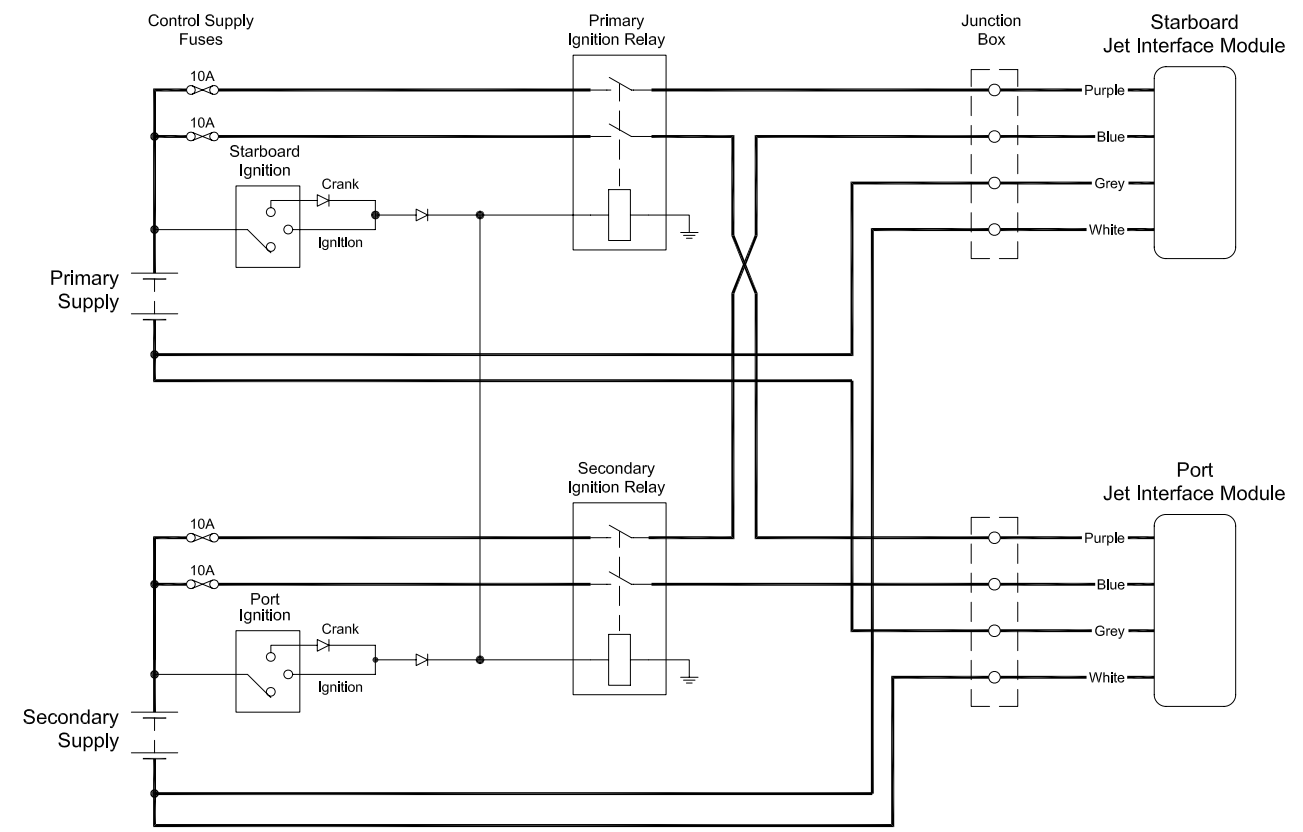 Control Supply
Fuses
Primary
Ignition Relay
Junction
Box
Starboard
Jet Interface Module
10A
Purple
10A
Blue
Starboard
Ignition
Crank
Grey
Ignition
White
Primary
Supply
Secondary
Ignition Relay
Port
Jet Interface Module
10A
Purple
10A
Blue
Port
Ignition
Crank
Grey
Ignition
White
Secondary
Supply